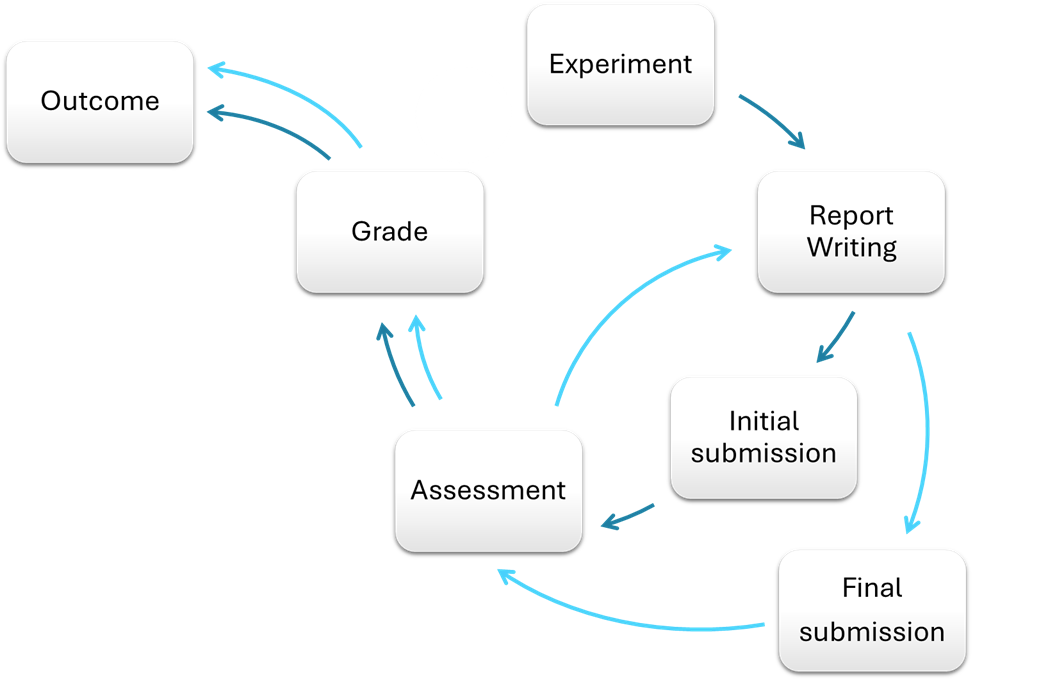 Experiment
Outcome
Report
Writing
Grade
Initial
submission
Assessment
Final
submission